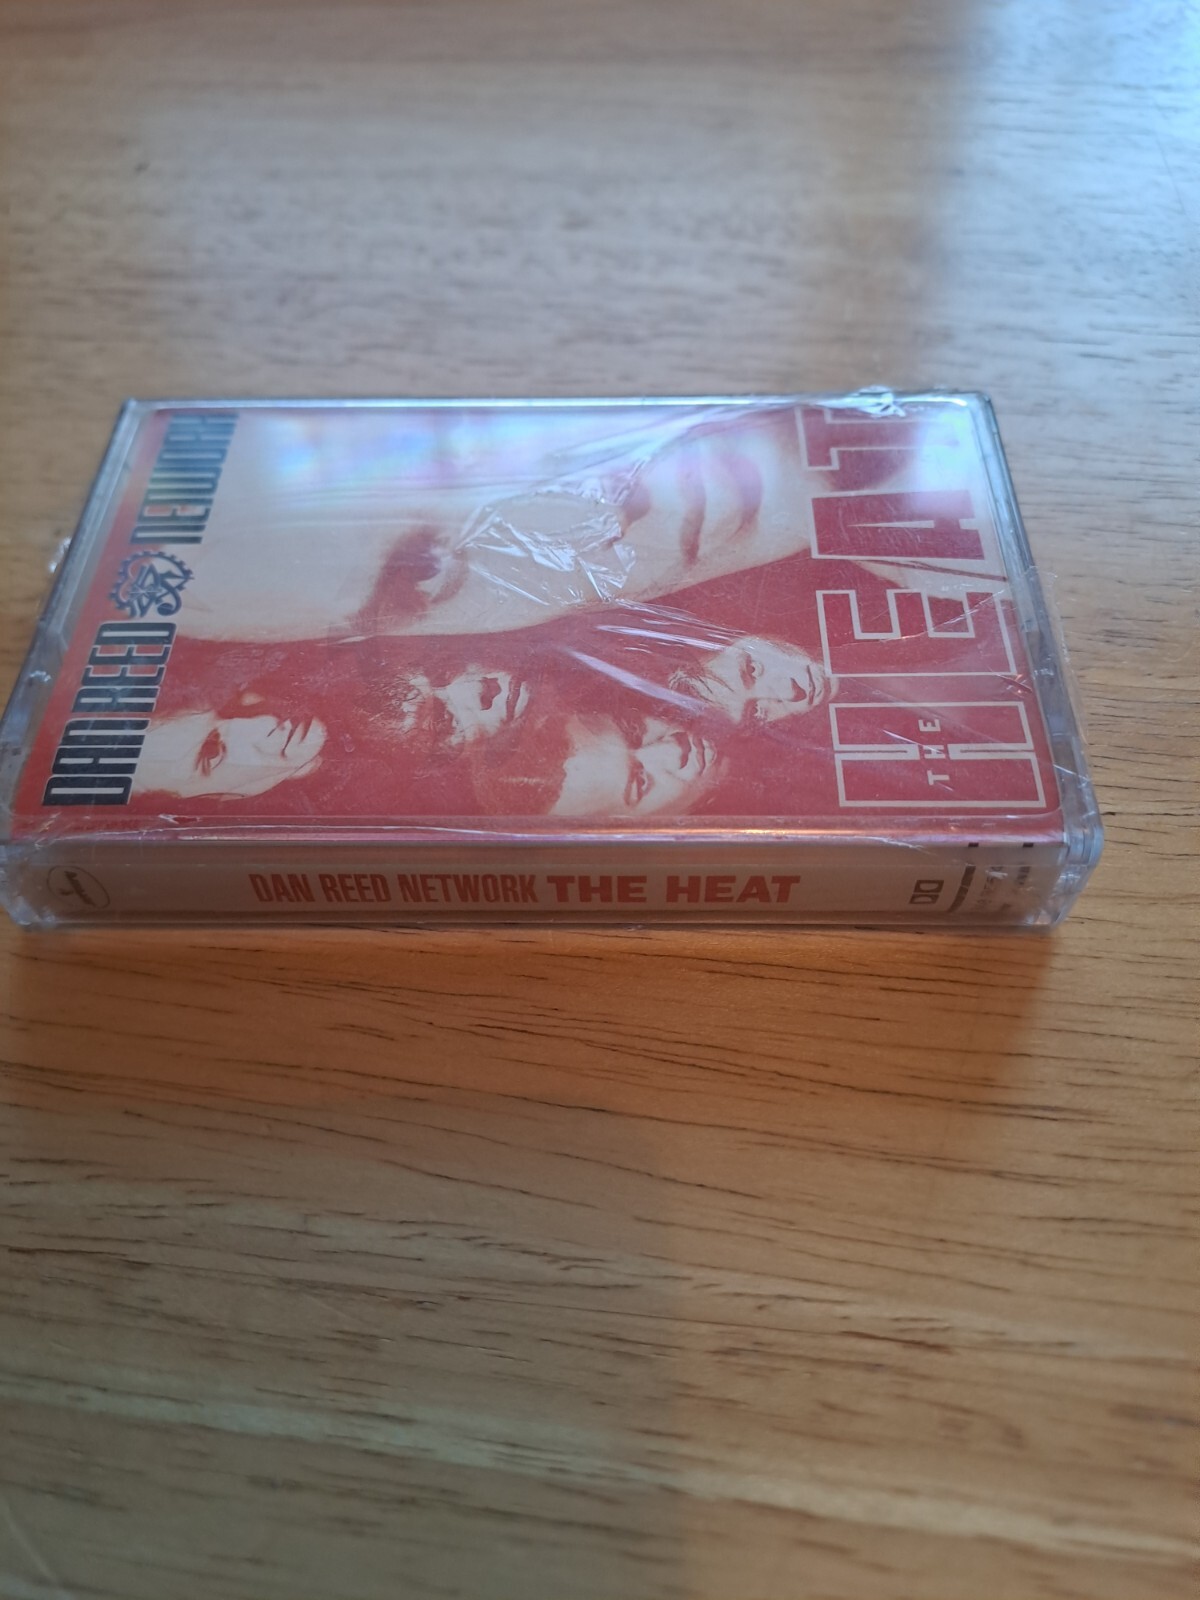 DAN REED NETWORK
THE HEAT
DAN REED NETWORK THE HEAT